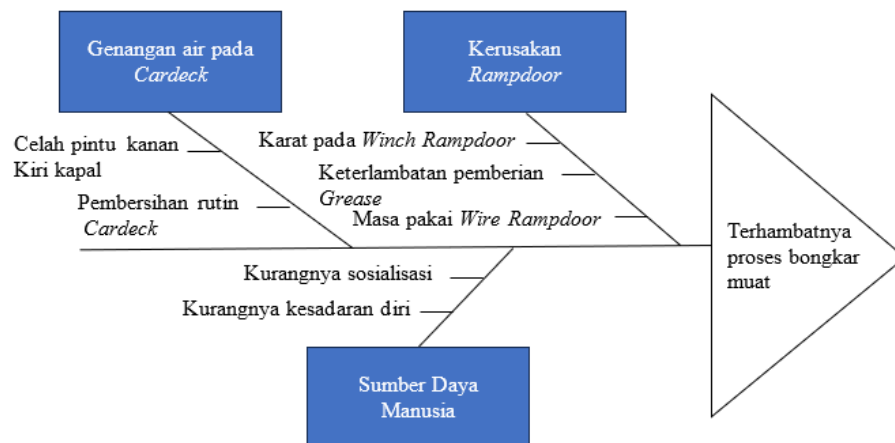 Genangan air pada
Cardeck
Kerusakan
Rampdoor
Celah pintu kanan
Kiri kapal
Pembersihan rutin
Cardeck
Karat pada Winch Rampdoor
Keterlambatan pemberian
Grease
Masa pakai Wire Rampdoor
Terhambatnya
proses bongkar
muat
Kurangnya sosialisasi
Kurangnya kesadaran diri
Sumber Daya
Manusia